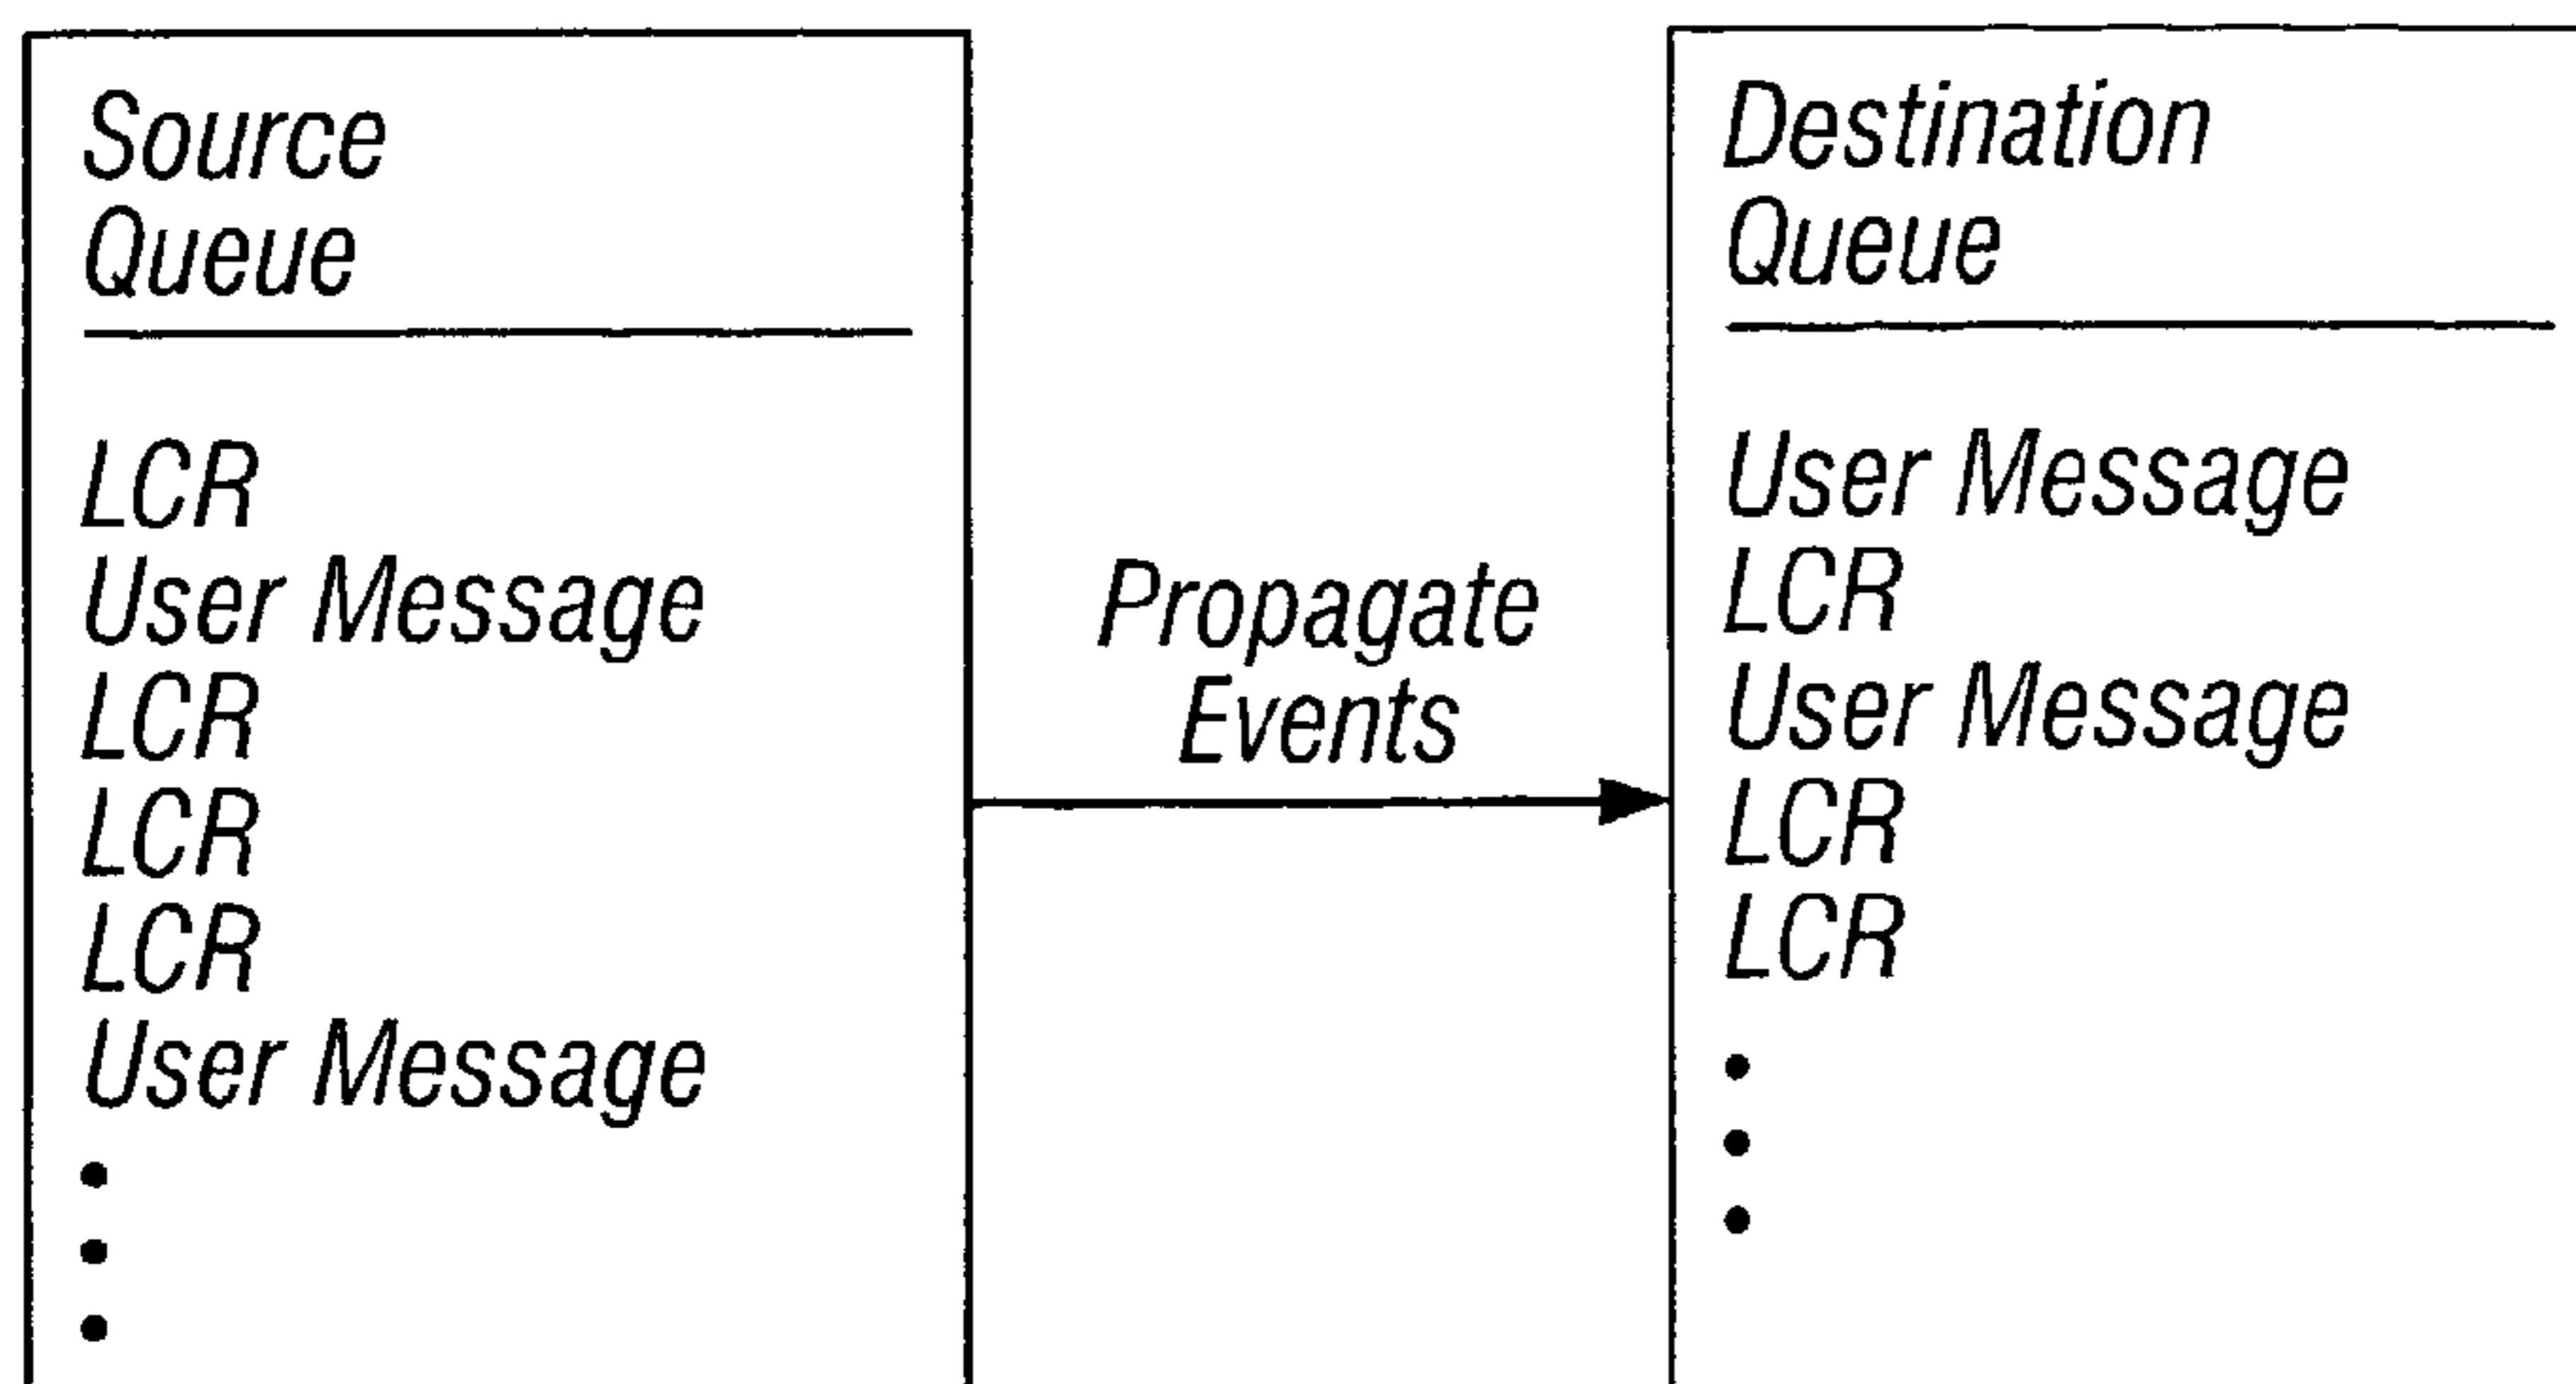 Source
Queue
LCR
User Message
LCR
LCR
LCR
User Message
•
•
•
Propagate
Events
Destination
Queue
User Message
LCR
User Message
LCR
LCR
•
•
•